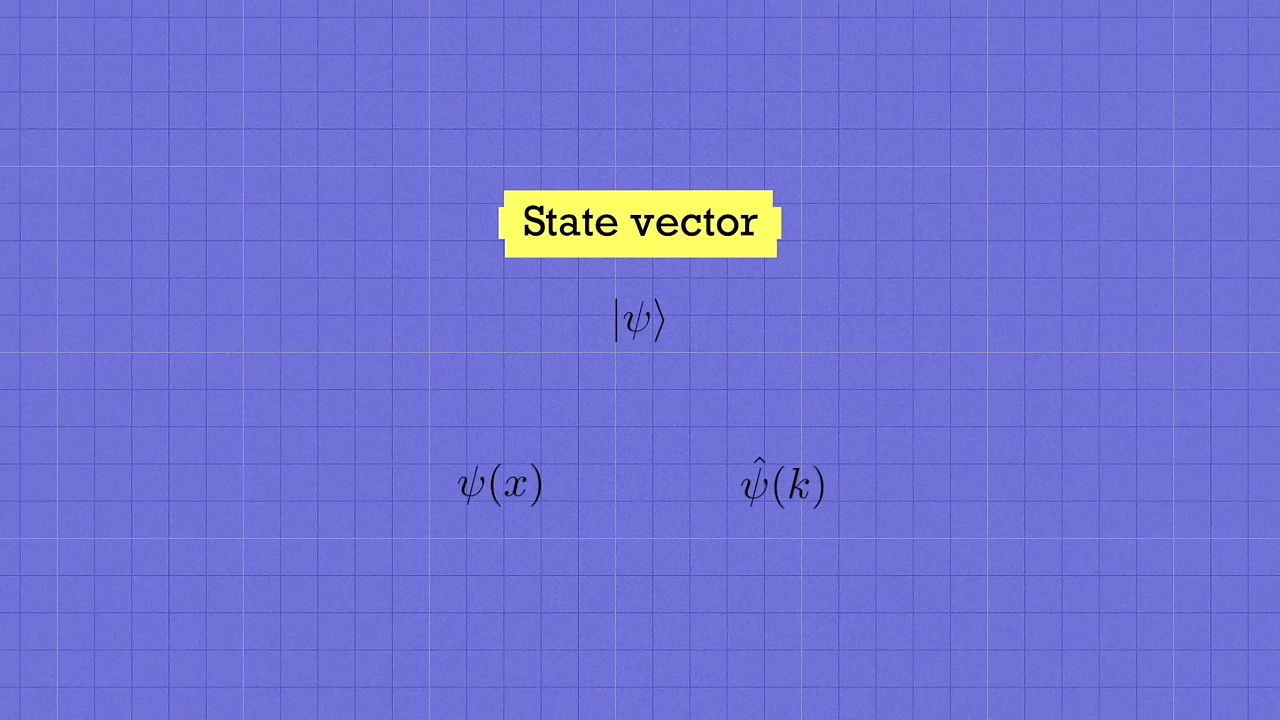 State vector
|ψ⟩
ψ(x) ψ̂(k)